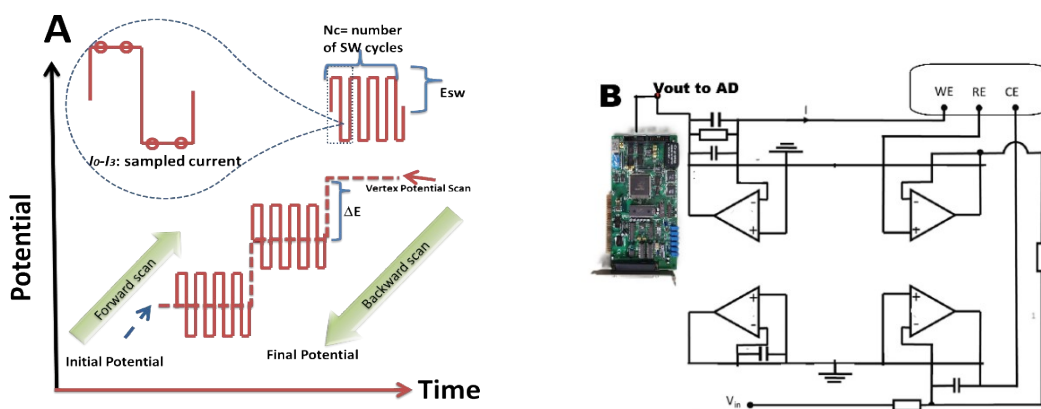 A
Nc= number
of SW cycles
Esw
I₀-I₃: sampled current
Vertex Potential Scan
ΔE
Potential
Forward scan
Backward scan
Initial Potential
Final Potential
Time
B
Vout to AD
I
WE RE CE
-
+
-
+
+
-
+
-
1
Vin